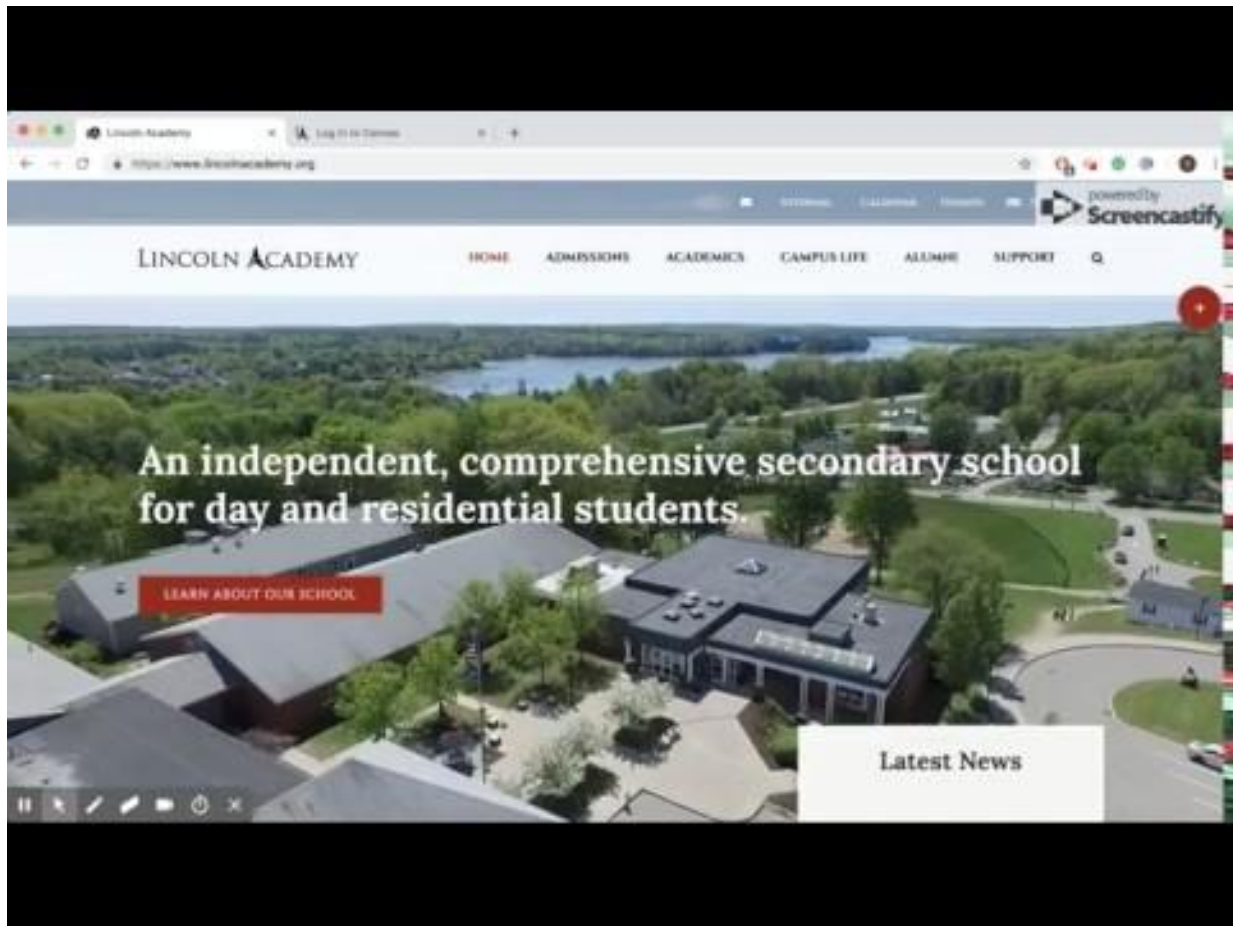 Lincoln Academy
Log In to Canvas
https://www.lincolnacademy.org
CALENDAR
powered by
Screencastify
LINCOLN ACADEMY
HOME ADMISSIONS ACADEMICS CAMPUS LIFE ALUMNI SUPPORT
An independent, comprehensive secondary school
for day and residential students.
LEARN ABOUT OUR SCHOOL
Latest News